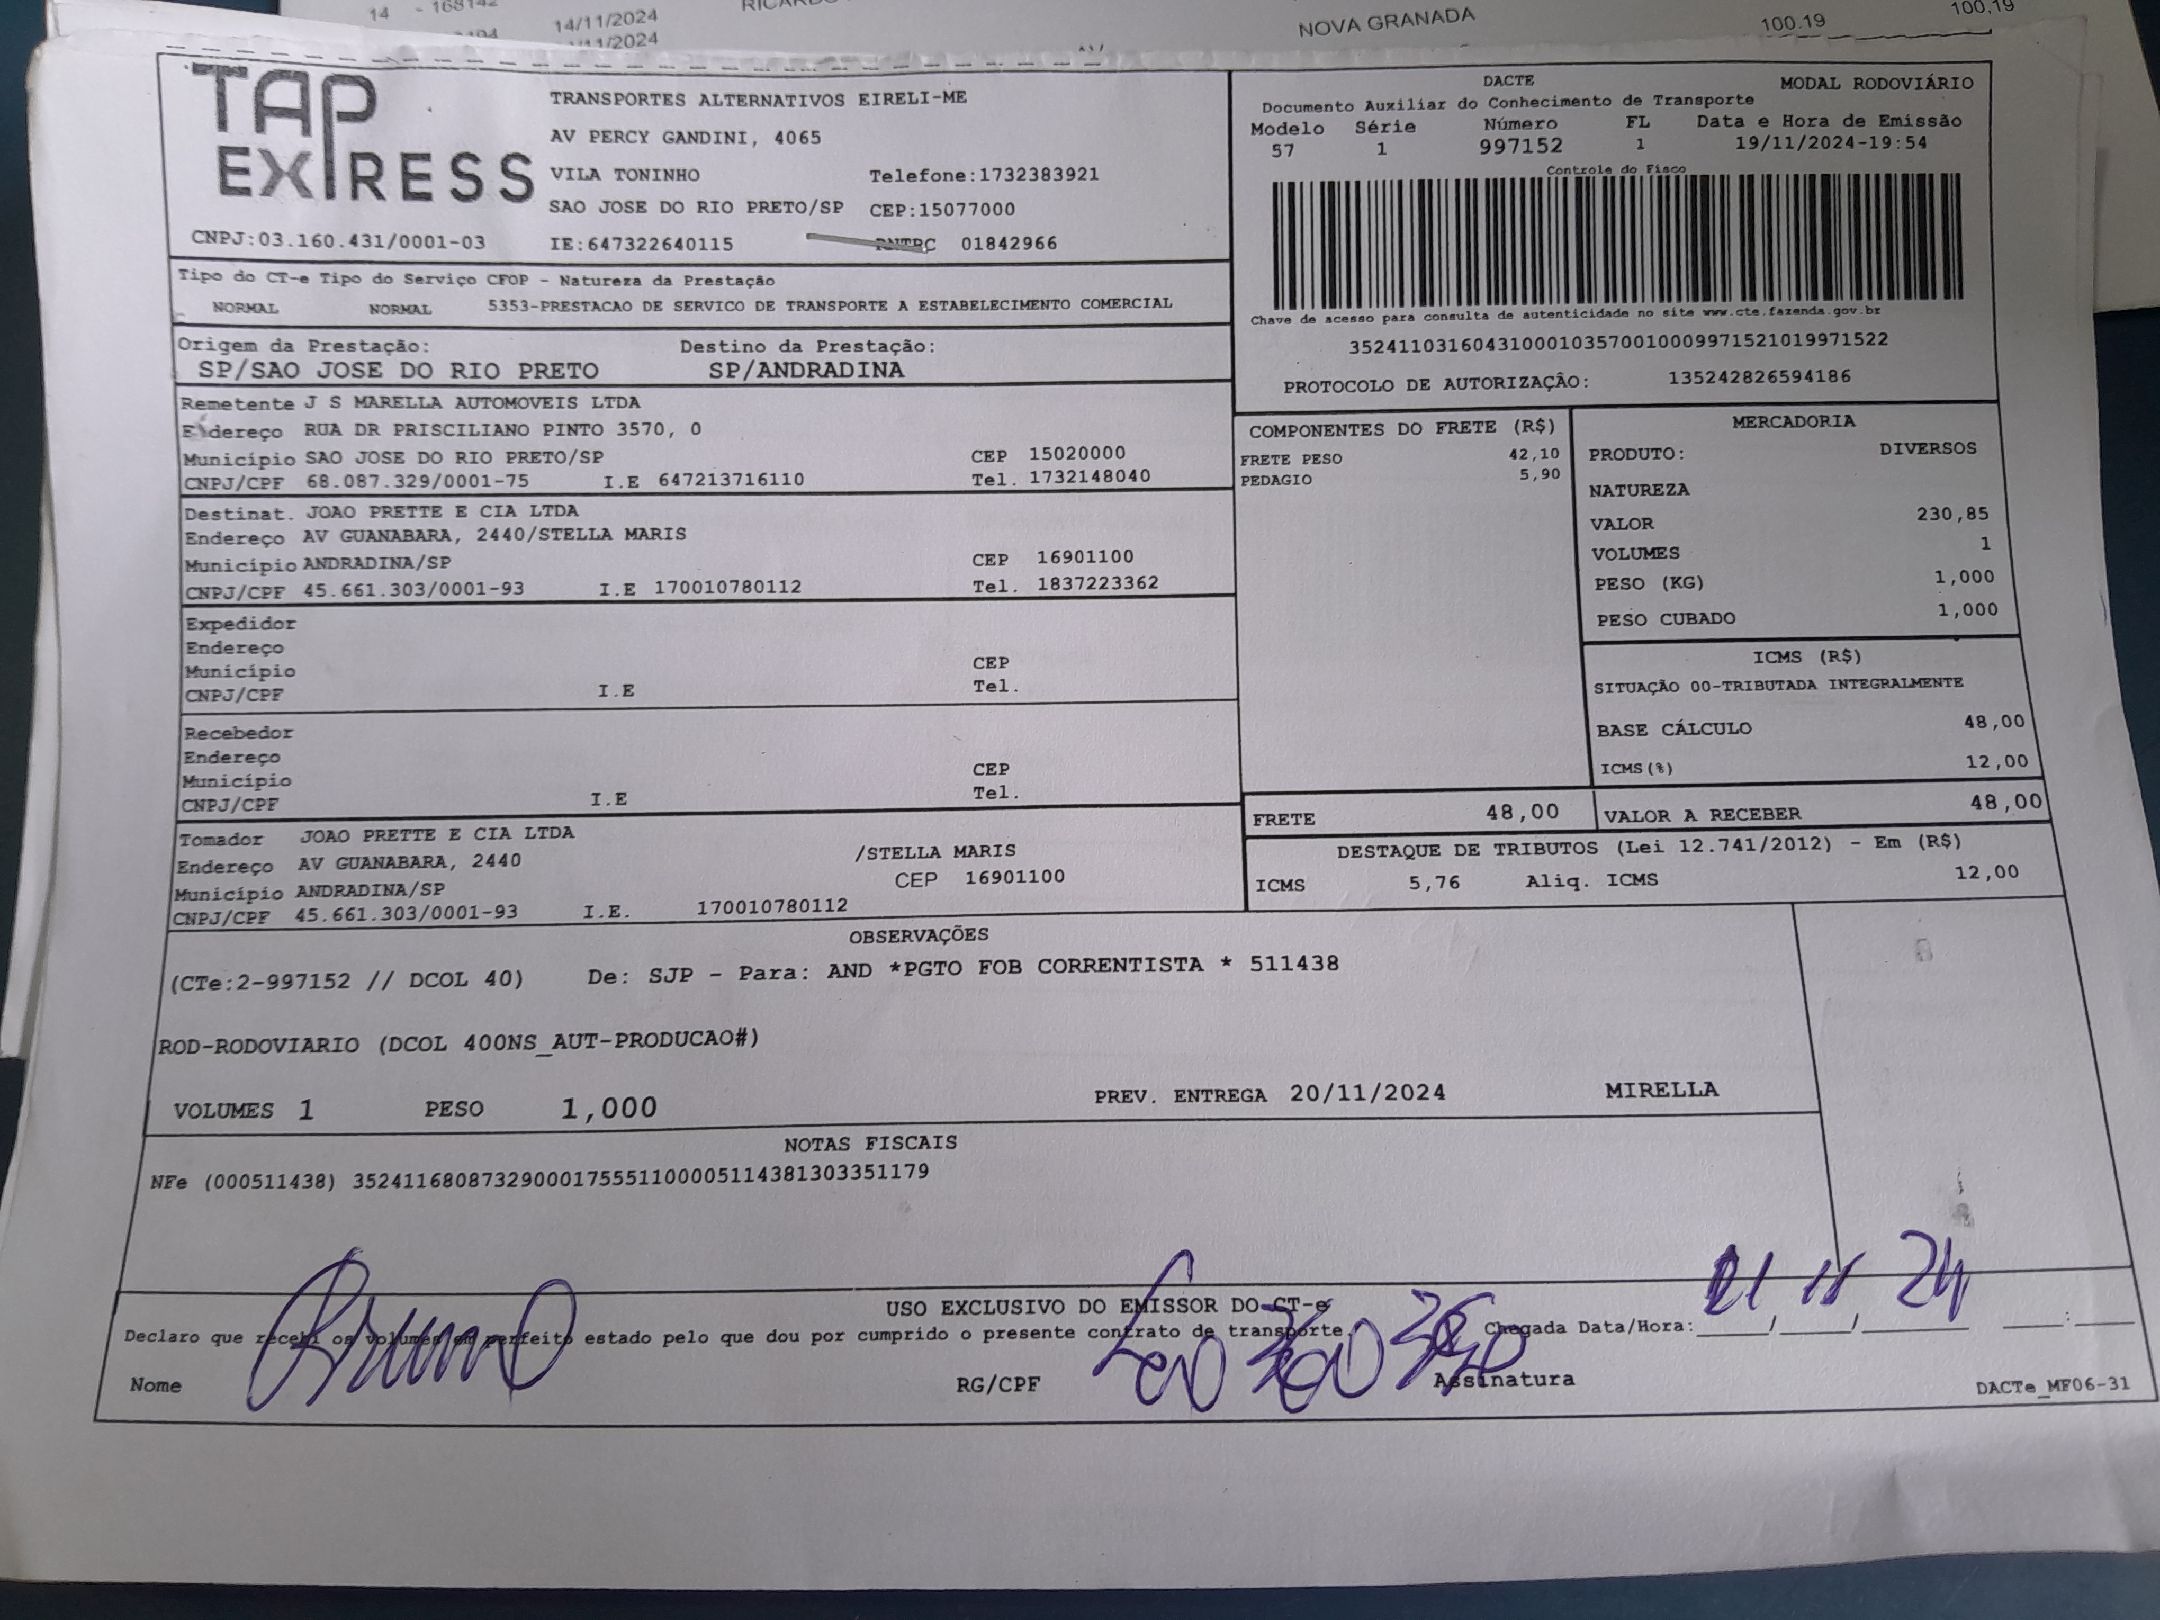 14 - 168142
14/11/2024
NOVA GRANADA
100.19
100,19
11/2024
TAP EXPRESS
TRANSPORTES ALTERNATIVOS EIRELI-ME
AV PERCY GANDINI, 4065
VILA TONINHO Telefone:1732383921
SAO JOSE DO RIO PRETO/SP CEP:15077000
CNPJ:03.160.431/0001-03 IE:647322640115 RNTRC 01842966
DACTE MODAL RODOVIÁRIO
Documento Auxiliar do Conhecimento de Transporte
Modelo Série Número FL Data e Hora de Emissão
57 1 997152 1 19/11/2024-19:54
Controle do Fisco
Chave de acesso para consulta de autenticidade no site www.cte.fazenda.gov.br
35241103160431000103570010009971521019971522
PROTOCOLO DE AUTORIZAÇÂO: 135242826594186
Tipo do CT-e Tipo do Serviço CFOP - Natureza da Prestação
NORMAL NORMAL 5353-PRESTACAO DE SERVICO DE TRANSPORTE A ESTABELECIMENTO COMERCIAL
Origem da Prestação: Destino da Prestação:
SP/SAO JOSE DO RIO PRETO SP/ANDRADINA
Remetente J S MARELLA AUTOMOVEIS LTDA
Endereço RUA DR PRISCILIANO PINTO 3570, 0
Município SAO JOSE DO RIO PRETO/SP CEP 15020000
CNPJ/CPF 68.087.329/0001-75 I.E 647213716110 Tel. 1732148040
Destinat. JOAO PRETTE E CIA LTDA
Endereço AV GUANABARA, 2440/STELLA MARIS
Município ANDRADINA/SP CEP 16901100
CNPJ/CPF 45.661.303/0001-93 I.E 170010780112 Tel. 1837223362
Expedidor
Endereço
Município CEP
CNPJ/CPF I.E Tel.
Recebedor
Endereço
Município CEP
CNPJ/CPF I.E Tel.
Tomador JOAO PRETTE E CIA LTDA
Endereço AV GUANABARA, 2440 /STELLA MARIS
Município ANDRADINA/SP CEP 16901100
CNPJ/CPF 45.661.303/0001-93 I.E. 170010780112
COMPONENTES DO FRETE (R$)
FRETE PESO 42,10
PEDAGIO 5,90
MERCADORIA
PRODUTO: DIVERSOS
NATUREZA
VALOR 230,85
VOLUMES 1
PESO (KG) 1,000
PESO CUBADO 1,000
ICMS (R$)
SITUAÇÃO 00-TRIBUTADA INTEGRALMENTE
BASE CÁLCULO 48,00
ICMS(%) 12,00
FRETE 48,00 VALOR A RECEBER 48,00
DESTAQUE DE TRIBUTOS (Lei 12.741/2012) - Em (R$)
ICMS 5,76 Aliq. ICMS 12,00
OBSERVAÇÕES
(CTe:2-997152 // DCOL 40) De: SJP - Para: AND *PGTO FOB CORRENTISTA * 511438
ROD-RODOVIARIO (DCOL 400NS_AUT-PRODUCAO#)
VOLUMES 1 PESO 1,000 PREV. ENTREGA 20/11/2024 MIRELLA
NOTAS FISCAIS
NFe (000511438) 35241168087329000175551100005114381303351179
USO EXCLUSIVO DO EMISSOR DO CT-e
Declaro que recebi os volumes em perfeito estado pelo que dou por cumprido o presente contrato de transporte.
Chegada Data/Hora: 21/11/24 :
Nome Bruno RG/CPF Assinatura
DACTe_MF06-31